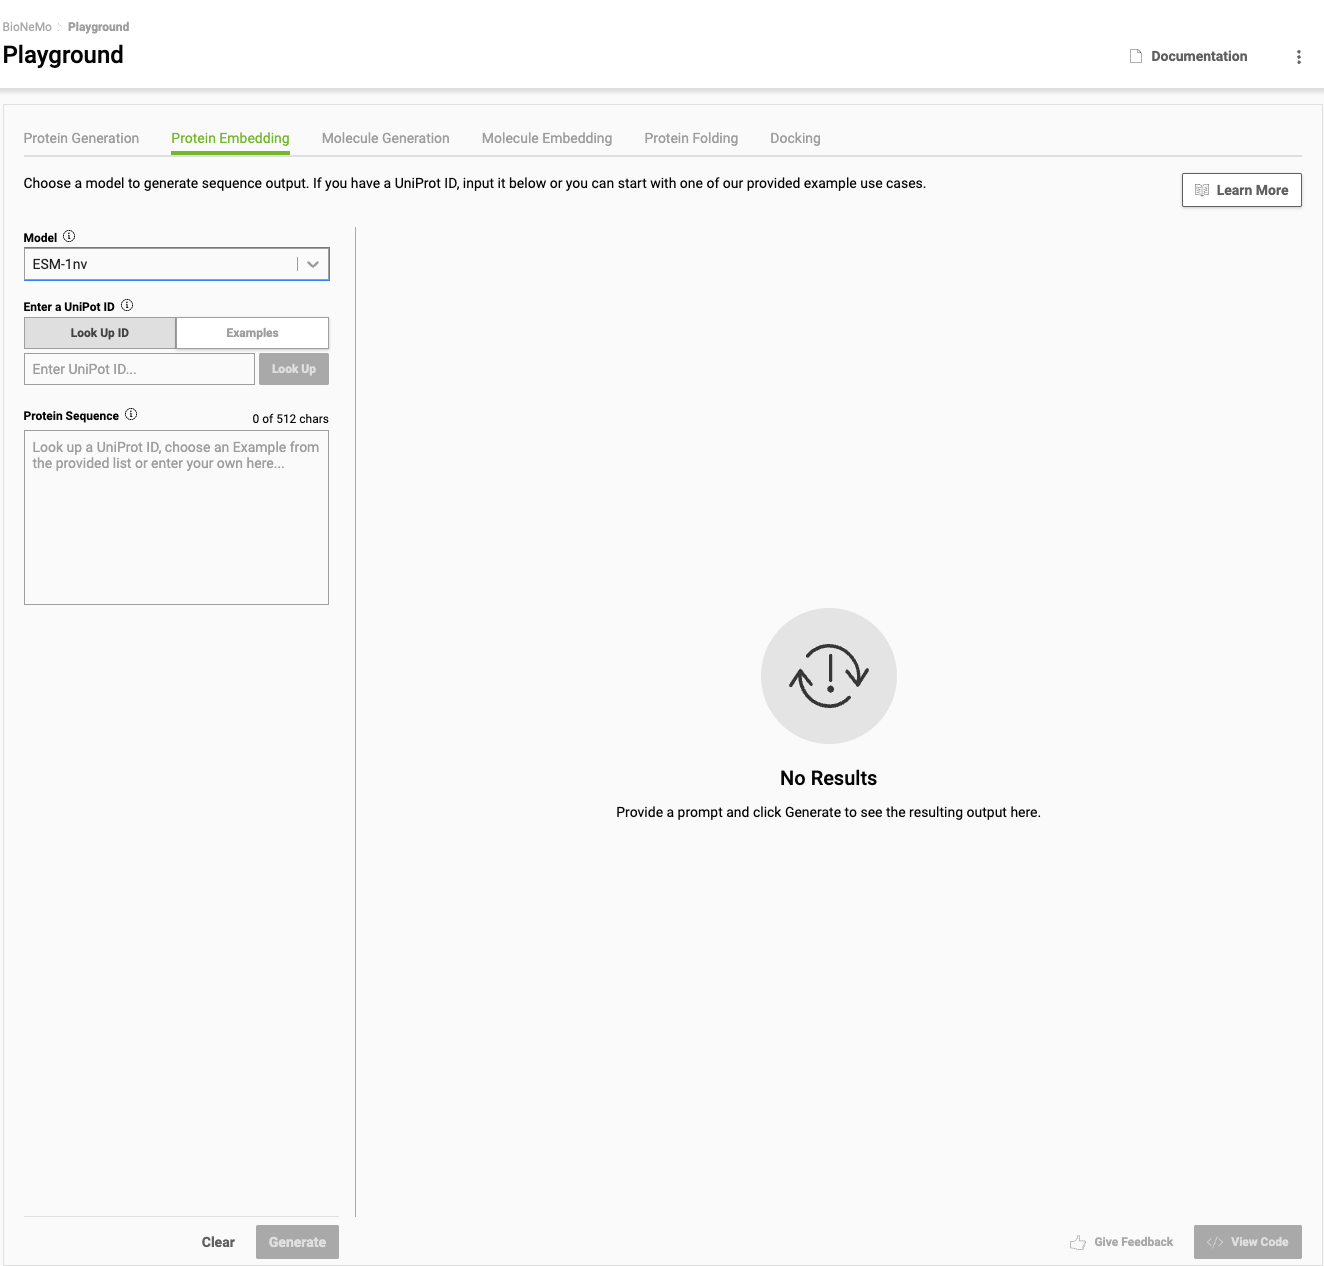 BioNeMo > Playground
Playground
Documentation
Protein Generation
Protein Embedding
Molecule Generation
Molecule Embedding
Protein Folding
Docking
Choose a model to generate sequence output. If you have a UniProt ID, input it below or you can start with one of our provided example use cases.
Learn More
Model
ESM-1nv
Enter a UniPot ID
Look Up ID
Examples
Enter UniPot ID...
Look Up
Protein Sequence
0 of 512 chars
Look up a UniProt ID, choose an Example from
the provided list or enter your own here...
No Results
Provide a prompt and click Generate to see the resulting output here.
Clear
Generate
Give Feedback
</> View Code